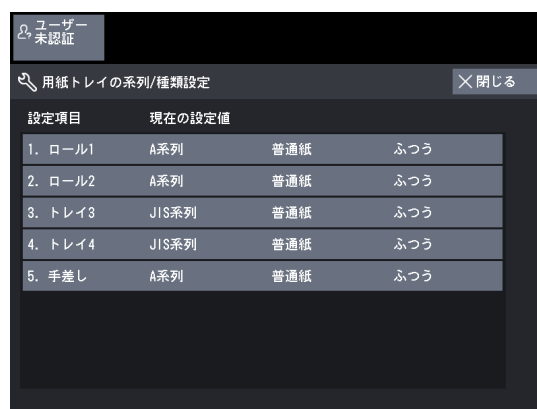 ユーザー
未認証
用紙トレイの系列/種類設定
閉じる
設定項目 現在の設定値
1. ロール1 A系列 普通紙 ふつう
2. ロール2 A系列 普通紙 ふつう
3. トレイ3 JIS系列 普通紙 ふつう
4. トレイ4 JIS系列 普通紙 ふつう
5. 手差し A系列 普通紙 ふつう